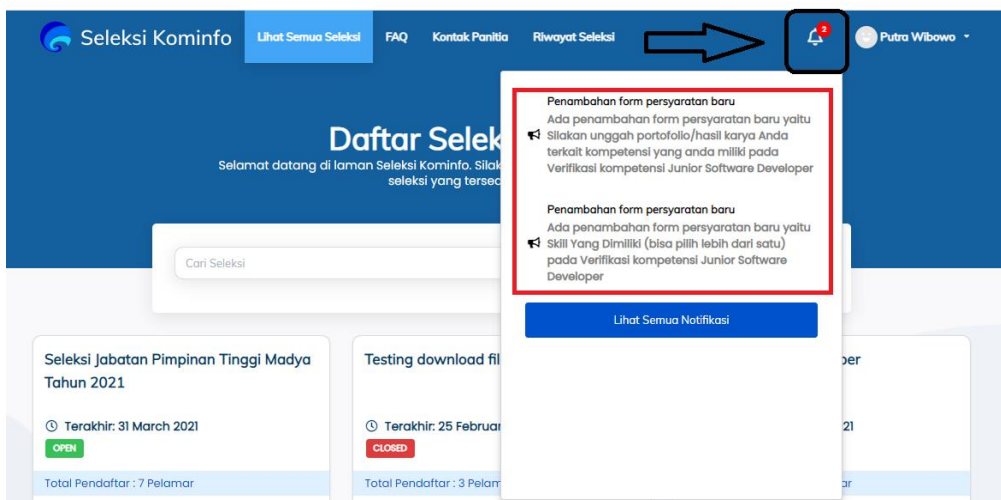 Seleksi Kominfo
Lihat Semua Seleksi
FAQ
Kontak Panitia
Riwayat Seleksi
2
Putra Wibowo
Daftar Selek
Selamat datang di laman Seleksi Kominfo. Silak
seleksi yang tersed
Cari Seleksi
Penambahan form persyaratan baru
Ada penambahan form persyaratan baru yaitu
Silakan unggah portofolio/hasil karya Anda
terkait kompetensi yang anda miliki pada
Verifikasi kompetensi Junior Software Developer
Penambahan form persyaratan baru
Ada penambahan form persyaratan baru yaitu
Skill Yang Dimiliki (bisa pilih lebih dari satu)
pada Verifikasi kompetensi Junior Software
Developer
Lihat Semua Notifikasi
Seleksi Jabatan Pimpinan Tinggi Madya
Tahun 2021
Terakhir: 31 March 2021
OPEN
Total Pendaftar : 7 Pelamar
Testing download fil
Terakhir: 25 Februar
CLOSED
Total Pendaftar : 3 Pelam
per
21
ar